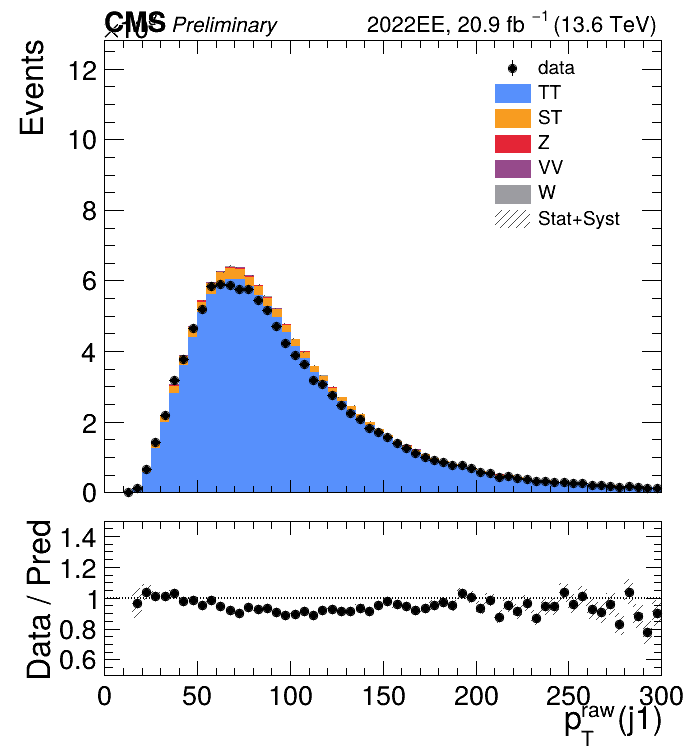 CMS Preliminary 2022EE, 20.9 fb⁻¹ (13.6 TeV)
Events
12
10
8
6
4
2
0
data
TT
ST
Z
VV
W
Stat+Syst
Data / Pred
1.4
1.2
1
0.8
0.6
0 50 100 150 200 250 300
p_T^raw(j1)